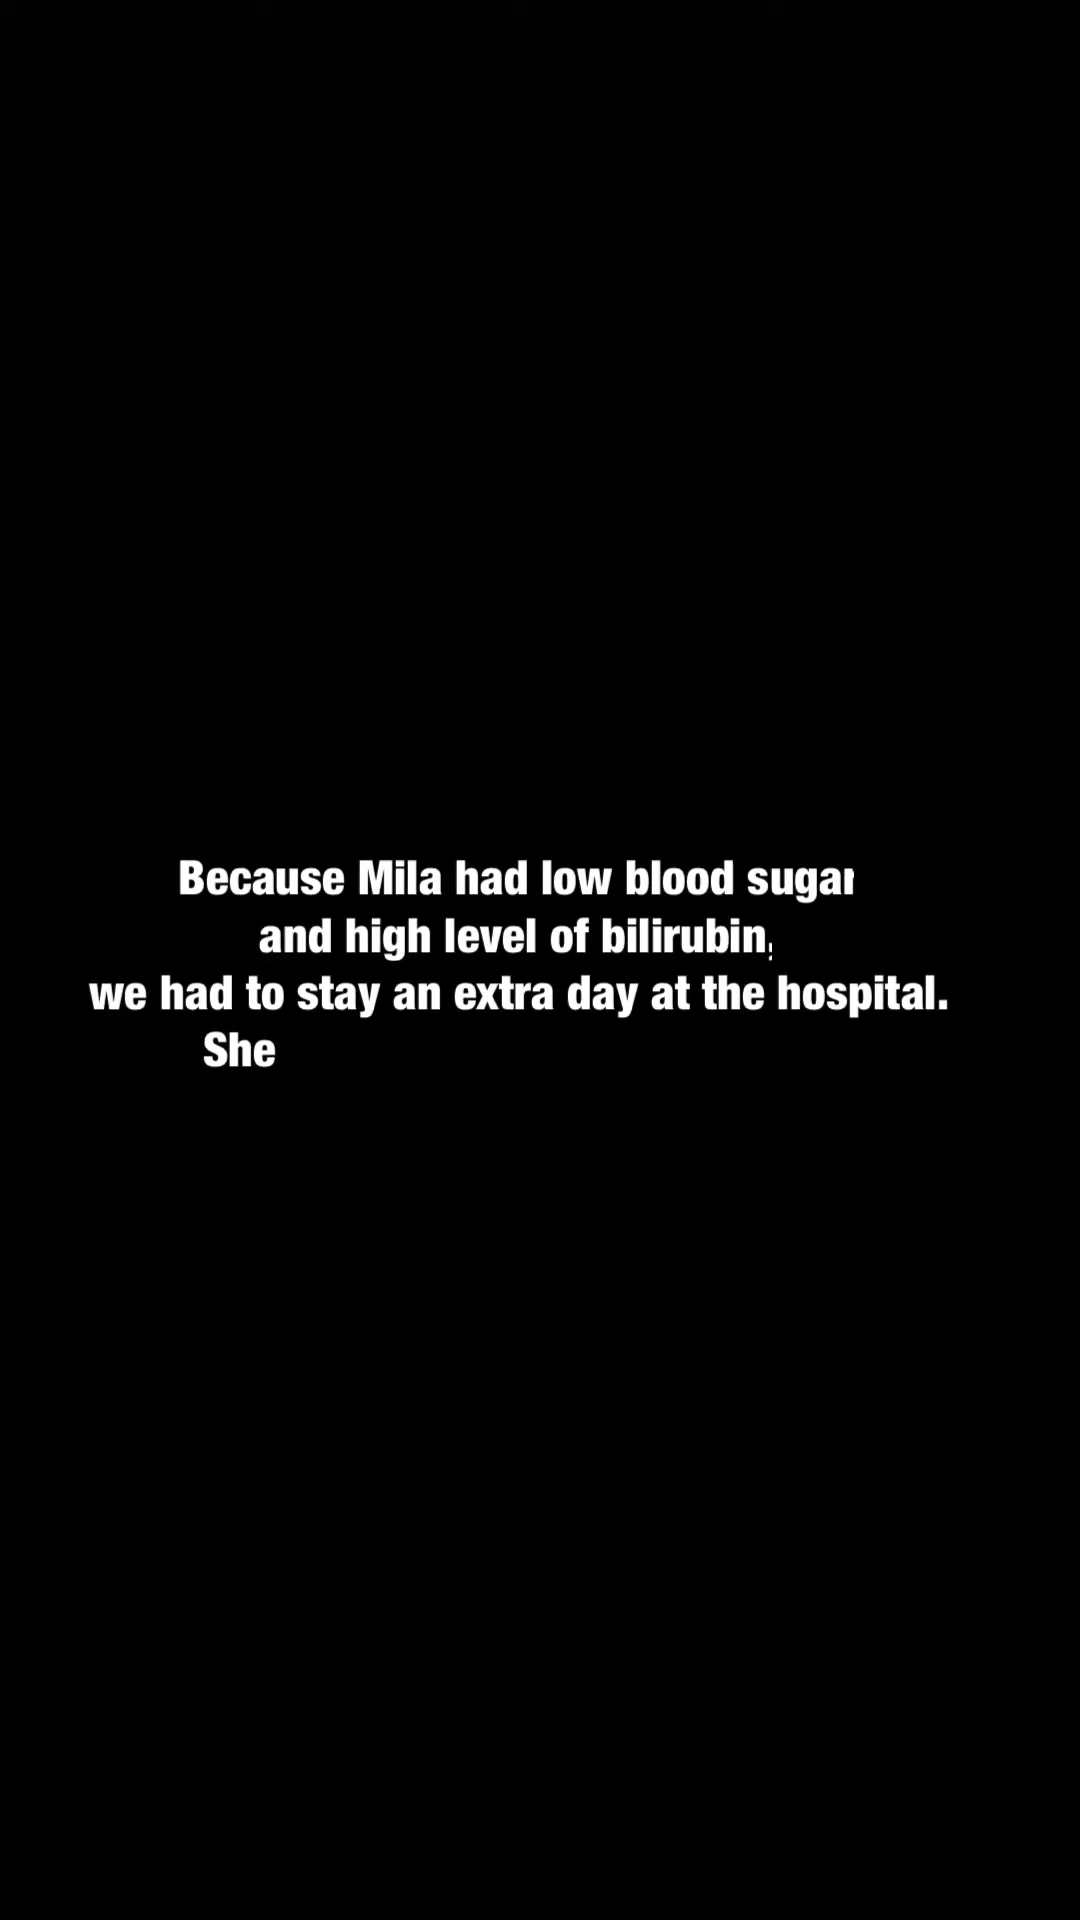 Because Mila had low blood sugar
and high level of bilirubin,
we had to stay an extra day at the hospital.
She